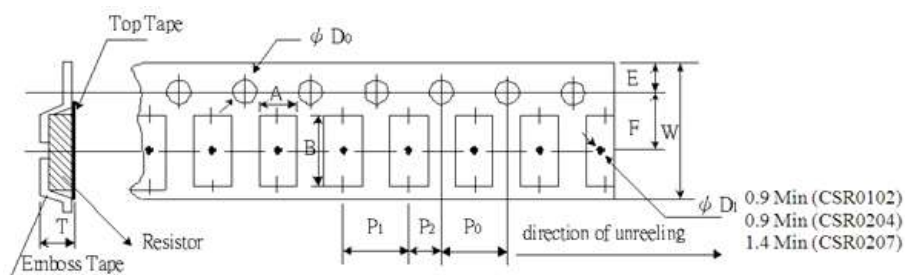 Top Tape
ϕ D0
A
E
F
W
B
ϕ D1
0.9 Min (CSR0102)
0.9 Min (CSR0204)
1.4 Min (CSR0207)
T
Resistor
P1
P2
P0
direction of unreeling
Emboss Tape